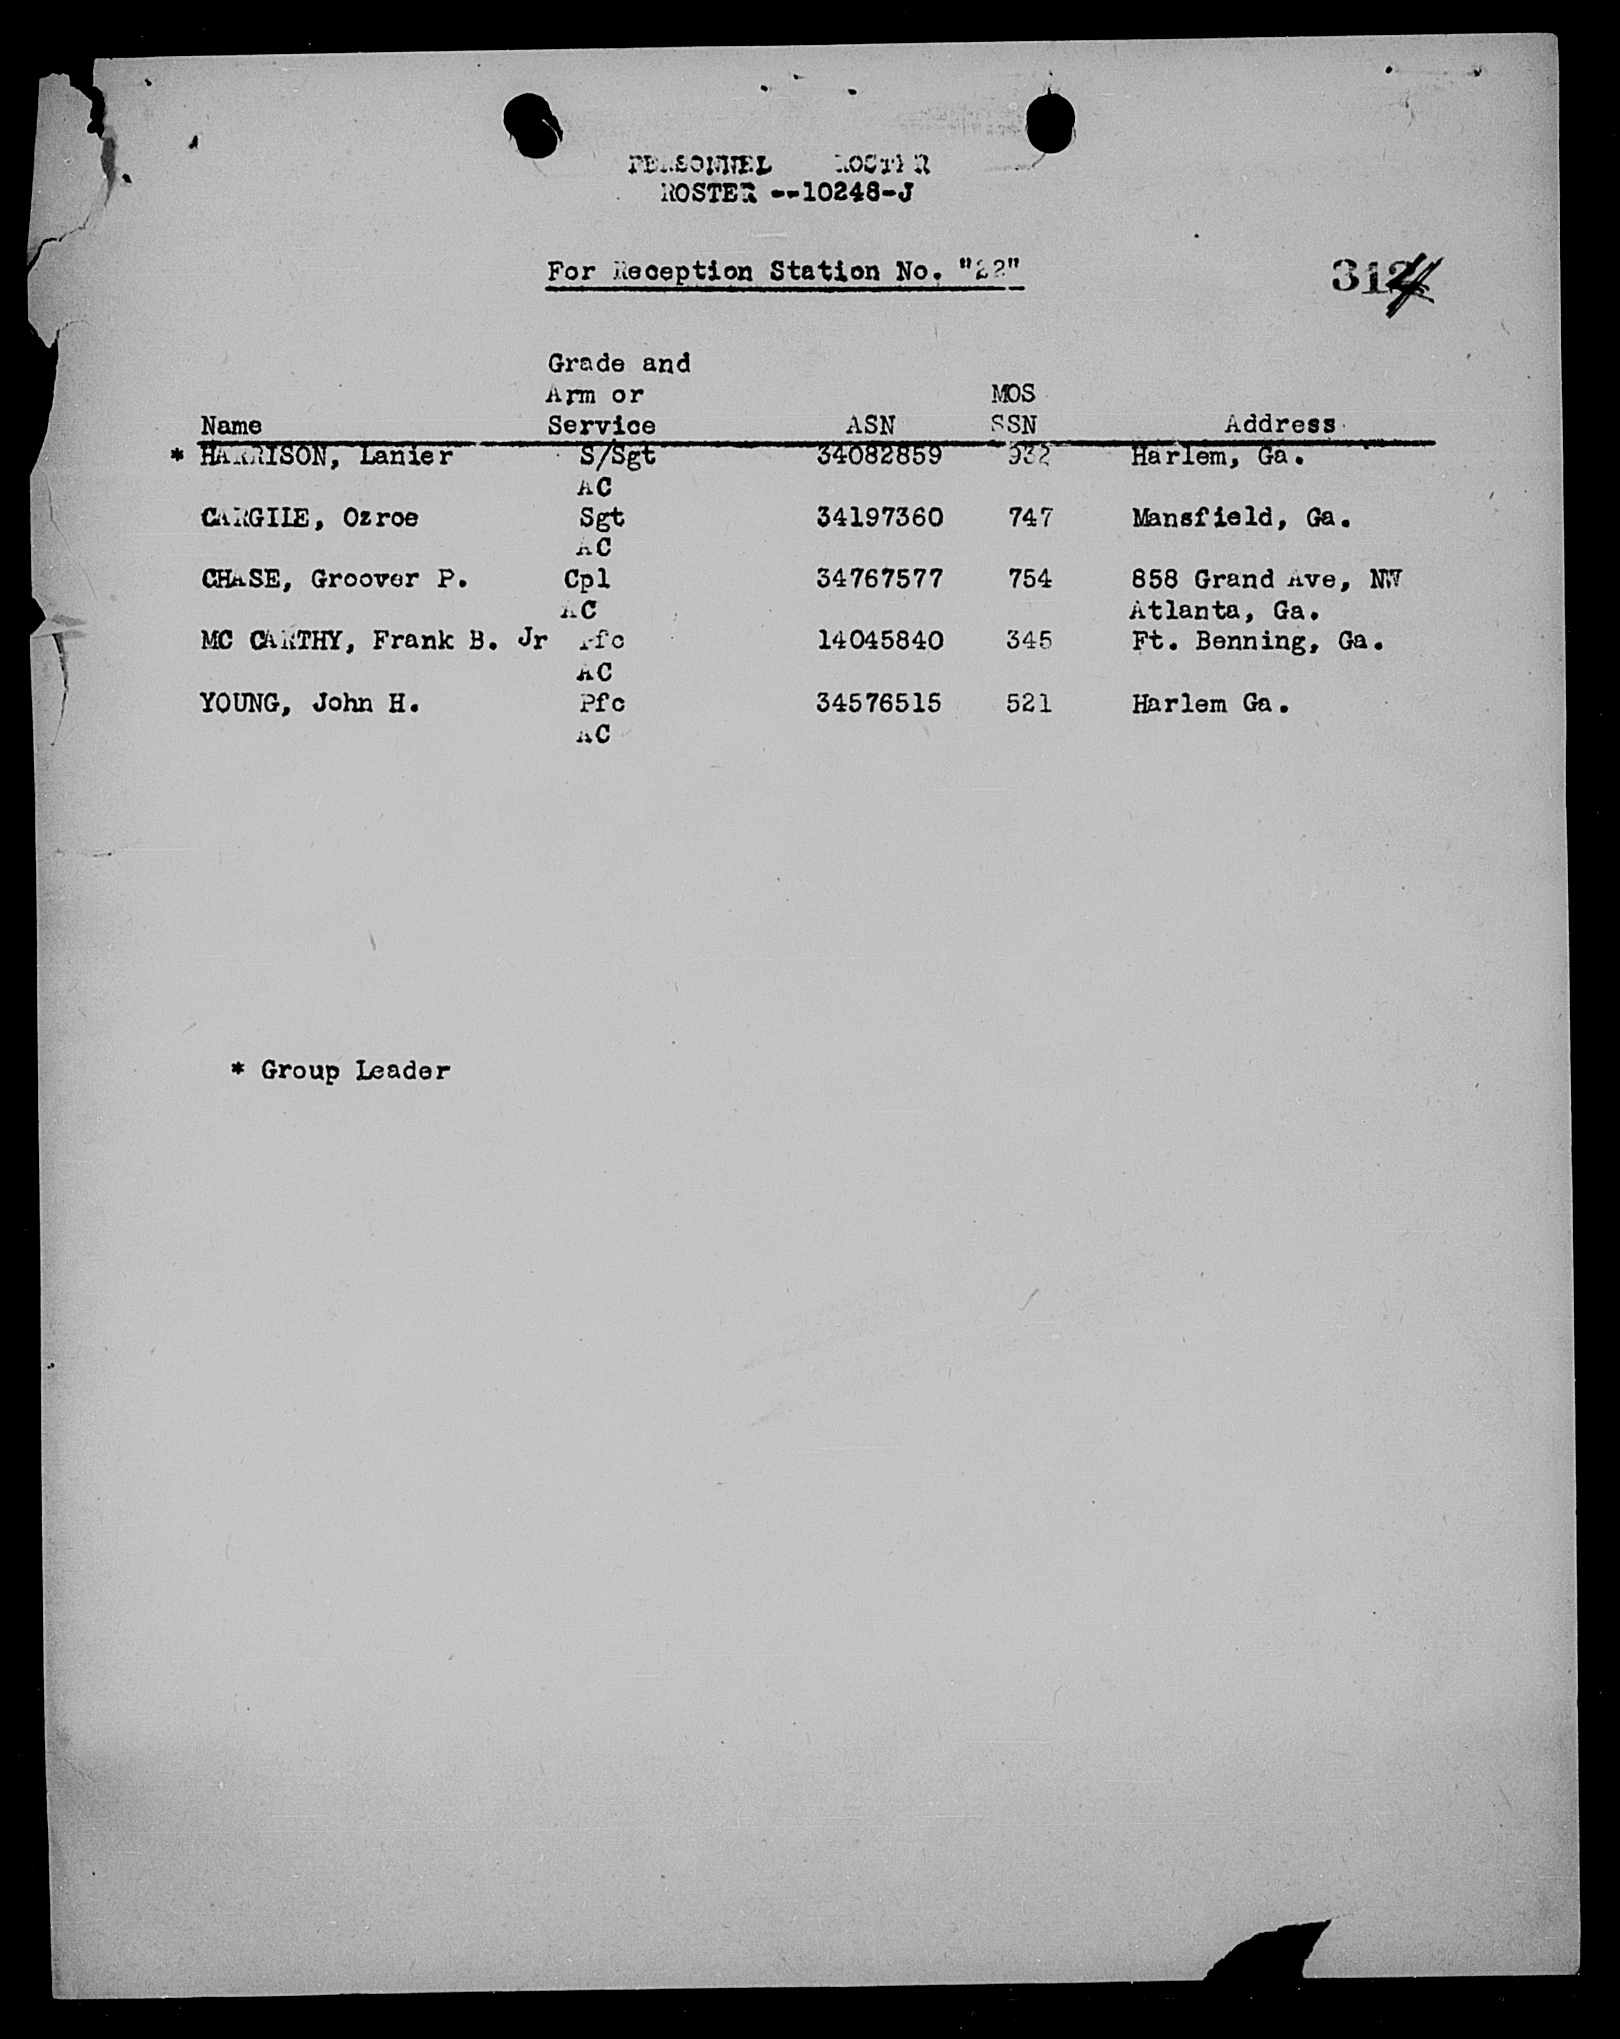 PERSONNEL ROSTER
ROSTER --10248-J
For Reception Station No. "22"
312
Grade and
Arm or MOS
Name Service ASN SSN Address
* HARRISON, Lanier S/Sgt 34082859 932 Harlem, Ga.
AC
CARGILE, Ozroe Sgt 34197360 747 Mansfield, Ga.
AC
CHASE, Groover P. Cpl 34767577 754 858 Grand Ave, NW
AC Atlanta, Ga.
MC CARTHY, Frank B. Jr Pfc 14045840 345 Ft. Benning, Ga.
AC
YOUNG, John H. Pfc 34576515 521 Harlem Ga.
AC
* Group Leader